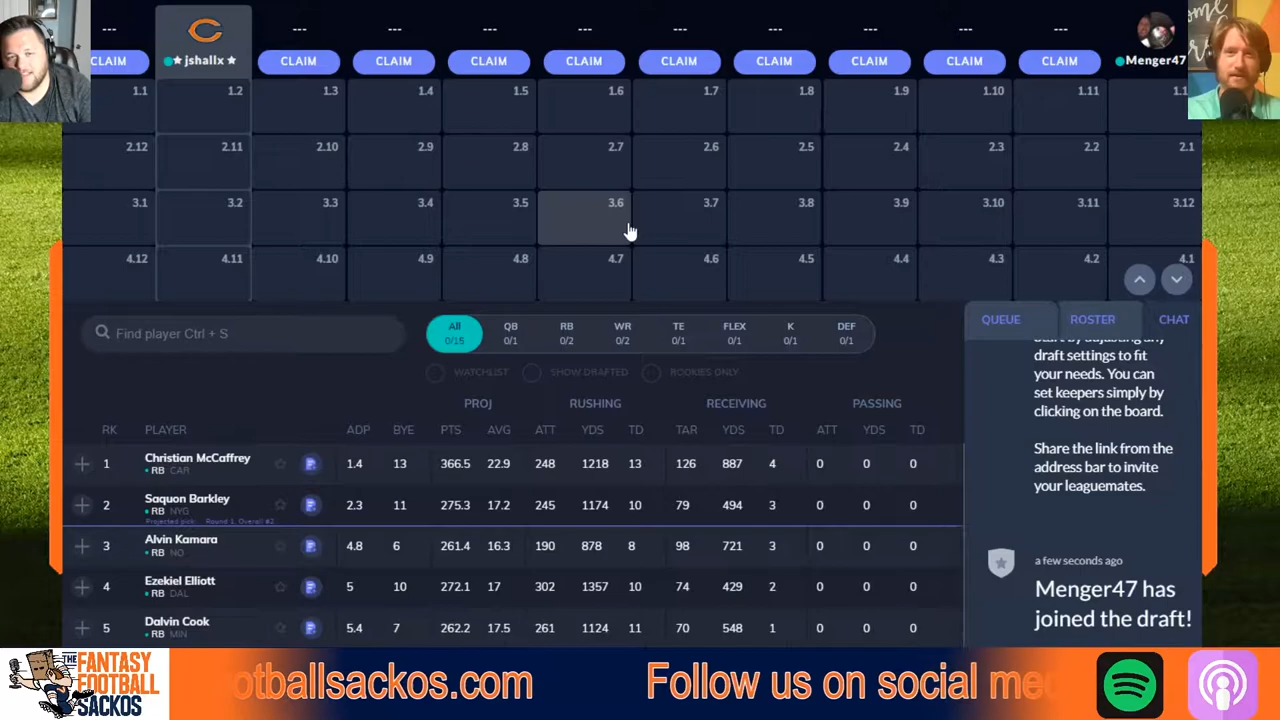 --- --- --- --- --- --- --- --- --- ---
CLAIM ★ jshallx ★ CLAIM CLAIM CLAIM CLAIM CLAIM CLAIM CLAIM CLAIM CLAIM Menger47
1.1 1.2 1.3 1.4 1.5 1.6 1.7 1.8 1.9 1.10 1.11 1.1
2.12 2.11 2.10 2.9 2.8 2.7 2.6 2.5 2.4 2.3 2.2 2.1
3.1 3.2 3.3 3.4 3.5 3.6 3.7 3.8 3.9 3.10 3.11 3.12
4.12 4.11 4.10 4.9 4.8 4.7 4.6 4.5 4.4 4.3 4.2 4.1
Find player Ctrl + S
All QB RB WR TE FLEX K DEF
0/15 0/1 0/2 0/2 0/1 0/1 0/1 0/1
WATCHLIST SHOW DRAFTED ROOKIES ONLY
PROJ RUSHING RECEIVING PASSING
RK PLAYER ADP BYE PTS AVG ATT YDS TD TAR YDS TD ATT YDS TD
1 Christian McCaffrey 1.4 13 366.5 22.9 248 1218 13 126 887 4 0 0 0
RB CAR
2 Saquon Barkley 2.3 11 275.3 17.2 245 1174 10 79 494 3 0 0 0
RB NYG
Projected pick: Round 1, Overall #2
3 Alvin Kamara 4.8 6 261.4 16.3 190 878 8 98 721 3 0 0 0
RB NO
4 Ezekiel Elliott 5 10 272.1 17 302 1357 10 74 429 2 0 0 0
RB DAL
5 Dalvin Cook 5.4 7 262.2 17.5 261 1124 11 70 548 1 0 0 0
RB MIN
QUEUE ROSTER CHAT
Start by adjusting any
draft settings to fit
your needs. You can
set keepers simply by
clicking on the board.
Share the link from the
address bar to invite
your leaguemates.
a few seconds ago
Menger47 has
joined the draft!
THE
FANTASY
FOOTBALL
SACKOS
otballsackos.com Follow us on social me